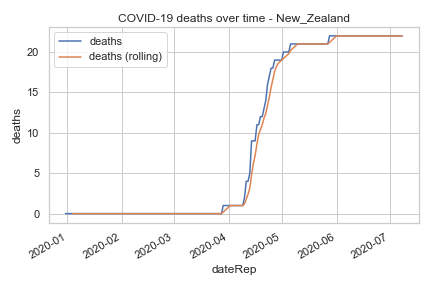 COVID-19 deaths over time - New_Zealand
deaths
deaths (rolling)
deaths
20
15
10
5
0
2020-01
2020-02
2020-03
2020-04
2020-05
2020-06
2020-07
dateRep